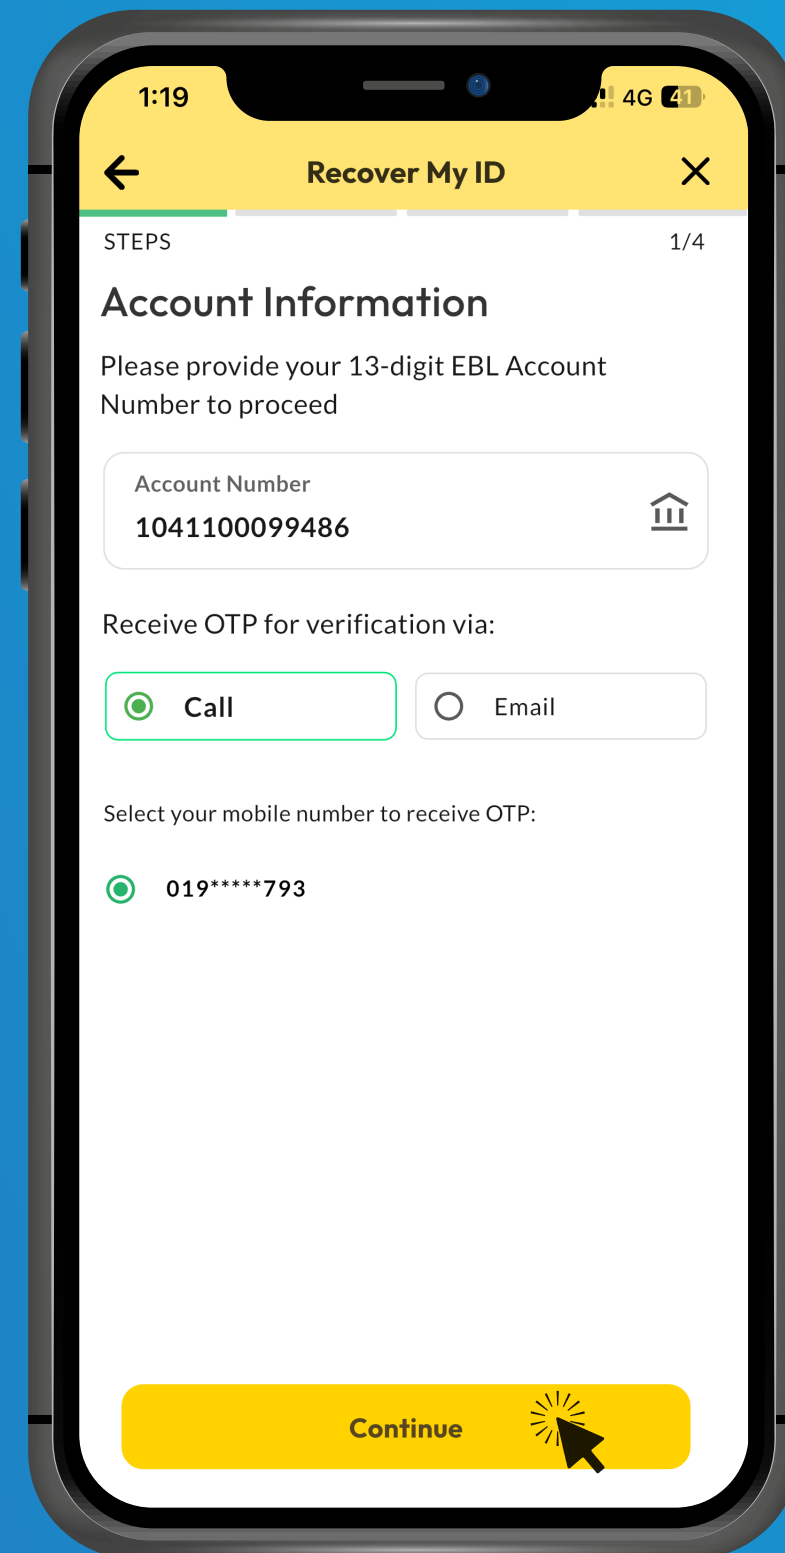 1:19
4G 41
Recover My ID
STEPS
1/4
Account Information
Please provide your 13-digit EBL Account
Number to proceed
Account Number
1041100099486
Receive OTP for verification via:
Call
Email
Select your mobile number to receive OTP:
019*****793
Continue